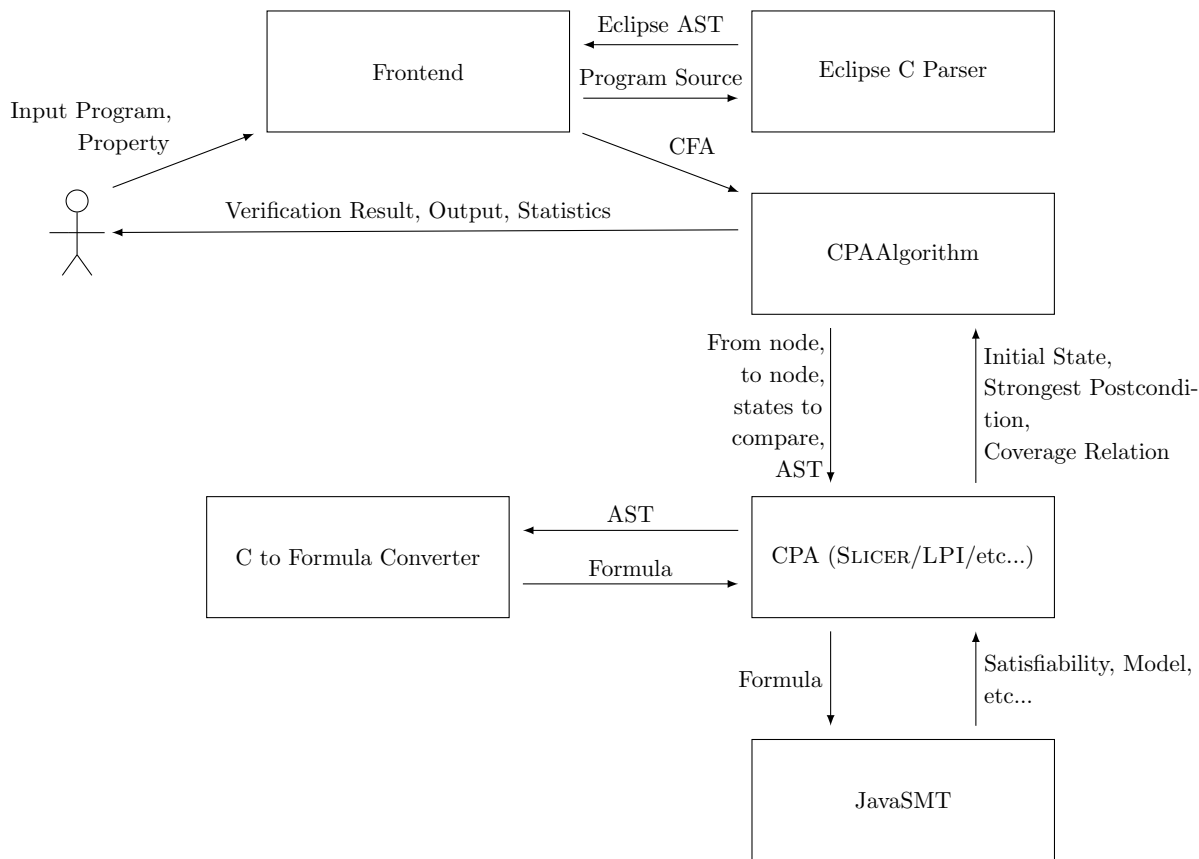 Eclipse AST
Frontend
Eclipse C Parser
Program Source
Input Program,
Property
CFA
Verification Result, Output, Statistics
CPAAlgorithm
From node,
to node,
states to
compare,
AST
Initial State,
Strongest Postcondi-
tion,
Coverage Relation
AST
C to Formula Converter
CPA (SLICER/LPI/etc...)
Formula
Formula
Satisfiability, Model,
etc...
JavaSMT